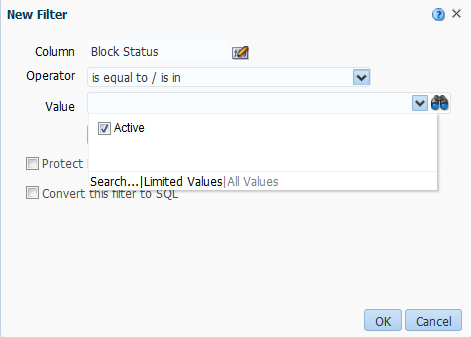 New Filter
Column Block Status
Operator is equal to / is in
Value
Active
Search...|Limited Values|All Values
Protect
Convert this filter to SQL
OK Cancel